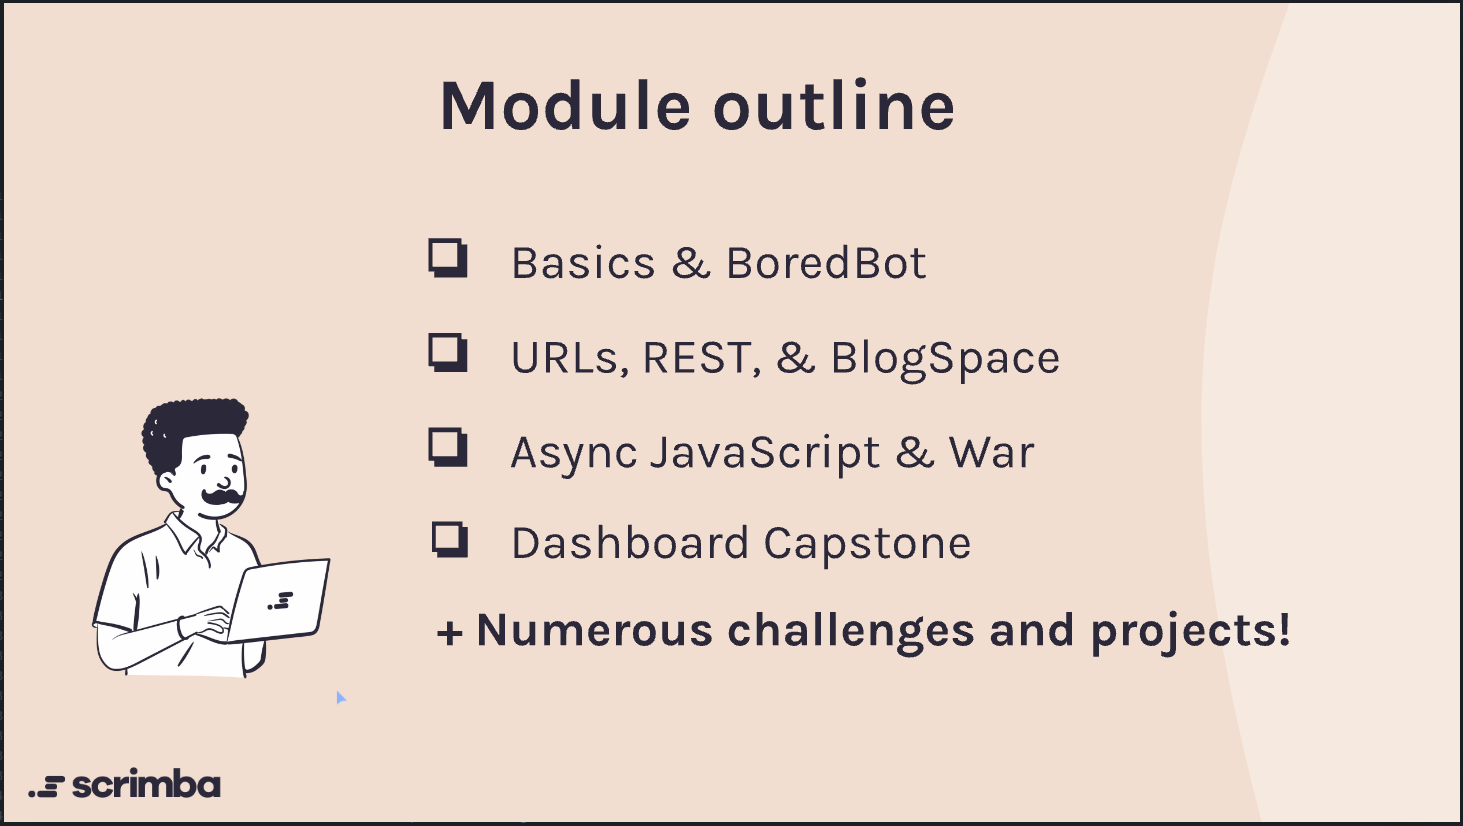 Module outline
Basics & BoredBot
URLs, REST, & BlogSpace
Async JavaScript & War
Dashboard Capstone
+ Numerous challenges and projects!
scrimba